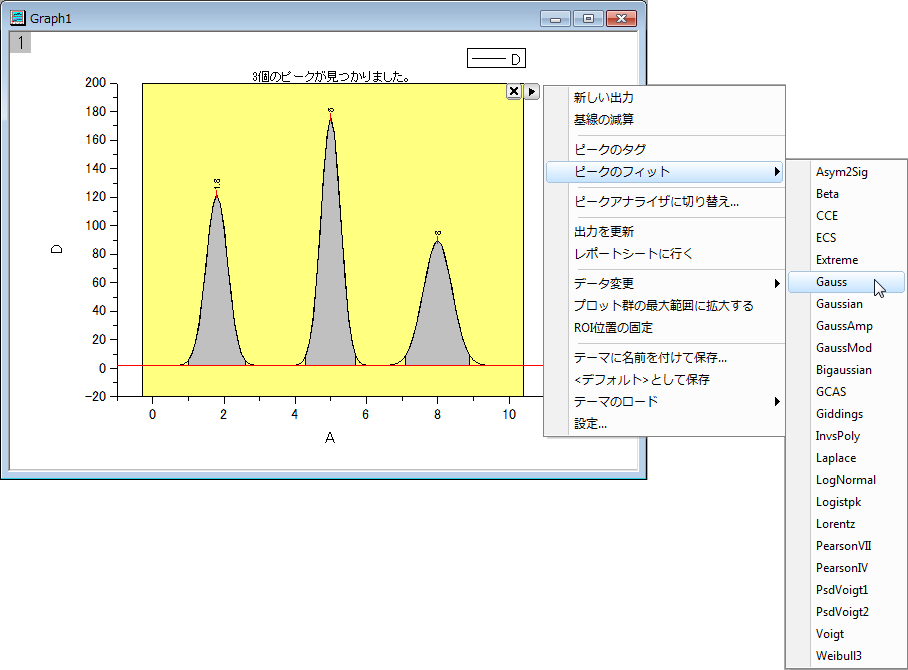 Graph1
1
D
3個のピークが見つかりました。
200
180
160
140
120
100
80
60
40
20
0
-20
D
1.8
5
8
0
2
4
6
8
10
A
新しい出力
基線の減算
ピークのタグ
ピークのフィット
ピークアナライザに切り替え...
出力を更新
レポートシートに行く
データ変更
プロット群の最大範囲に拡大する
ROI位置の固定
テーマに名前を付けて保存...
<デフォルト>として保存
テーマのロード
設定...
Asym2Sig
Beta
CCE
ECS
Extreme
Gauss
Gaussian
GaussAmp
GaussMod
Bigaussian
GCAS
Giddings
InvsPoly
Laplace
LogNormal
Logistpk
Lorentz
PearsonVII
PearsonIV
PsdVoigt1
PsdVoigt2
Voigt
Weibull3